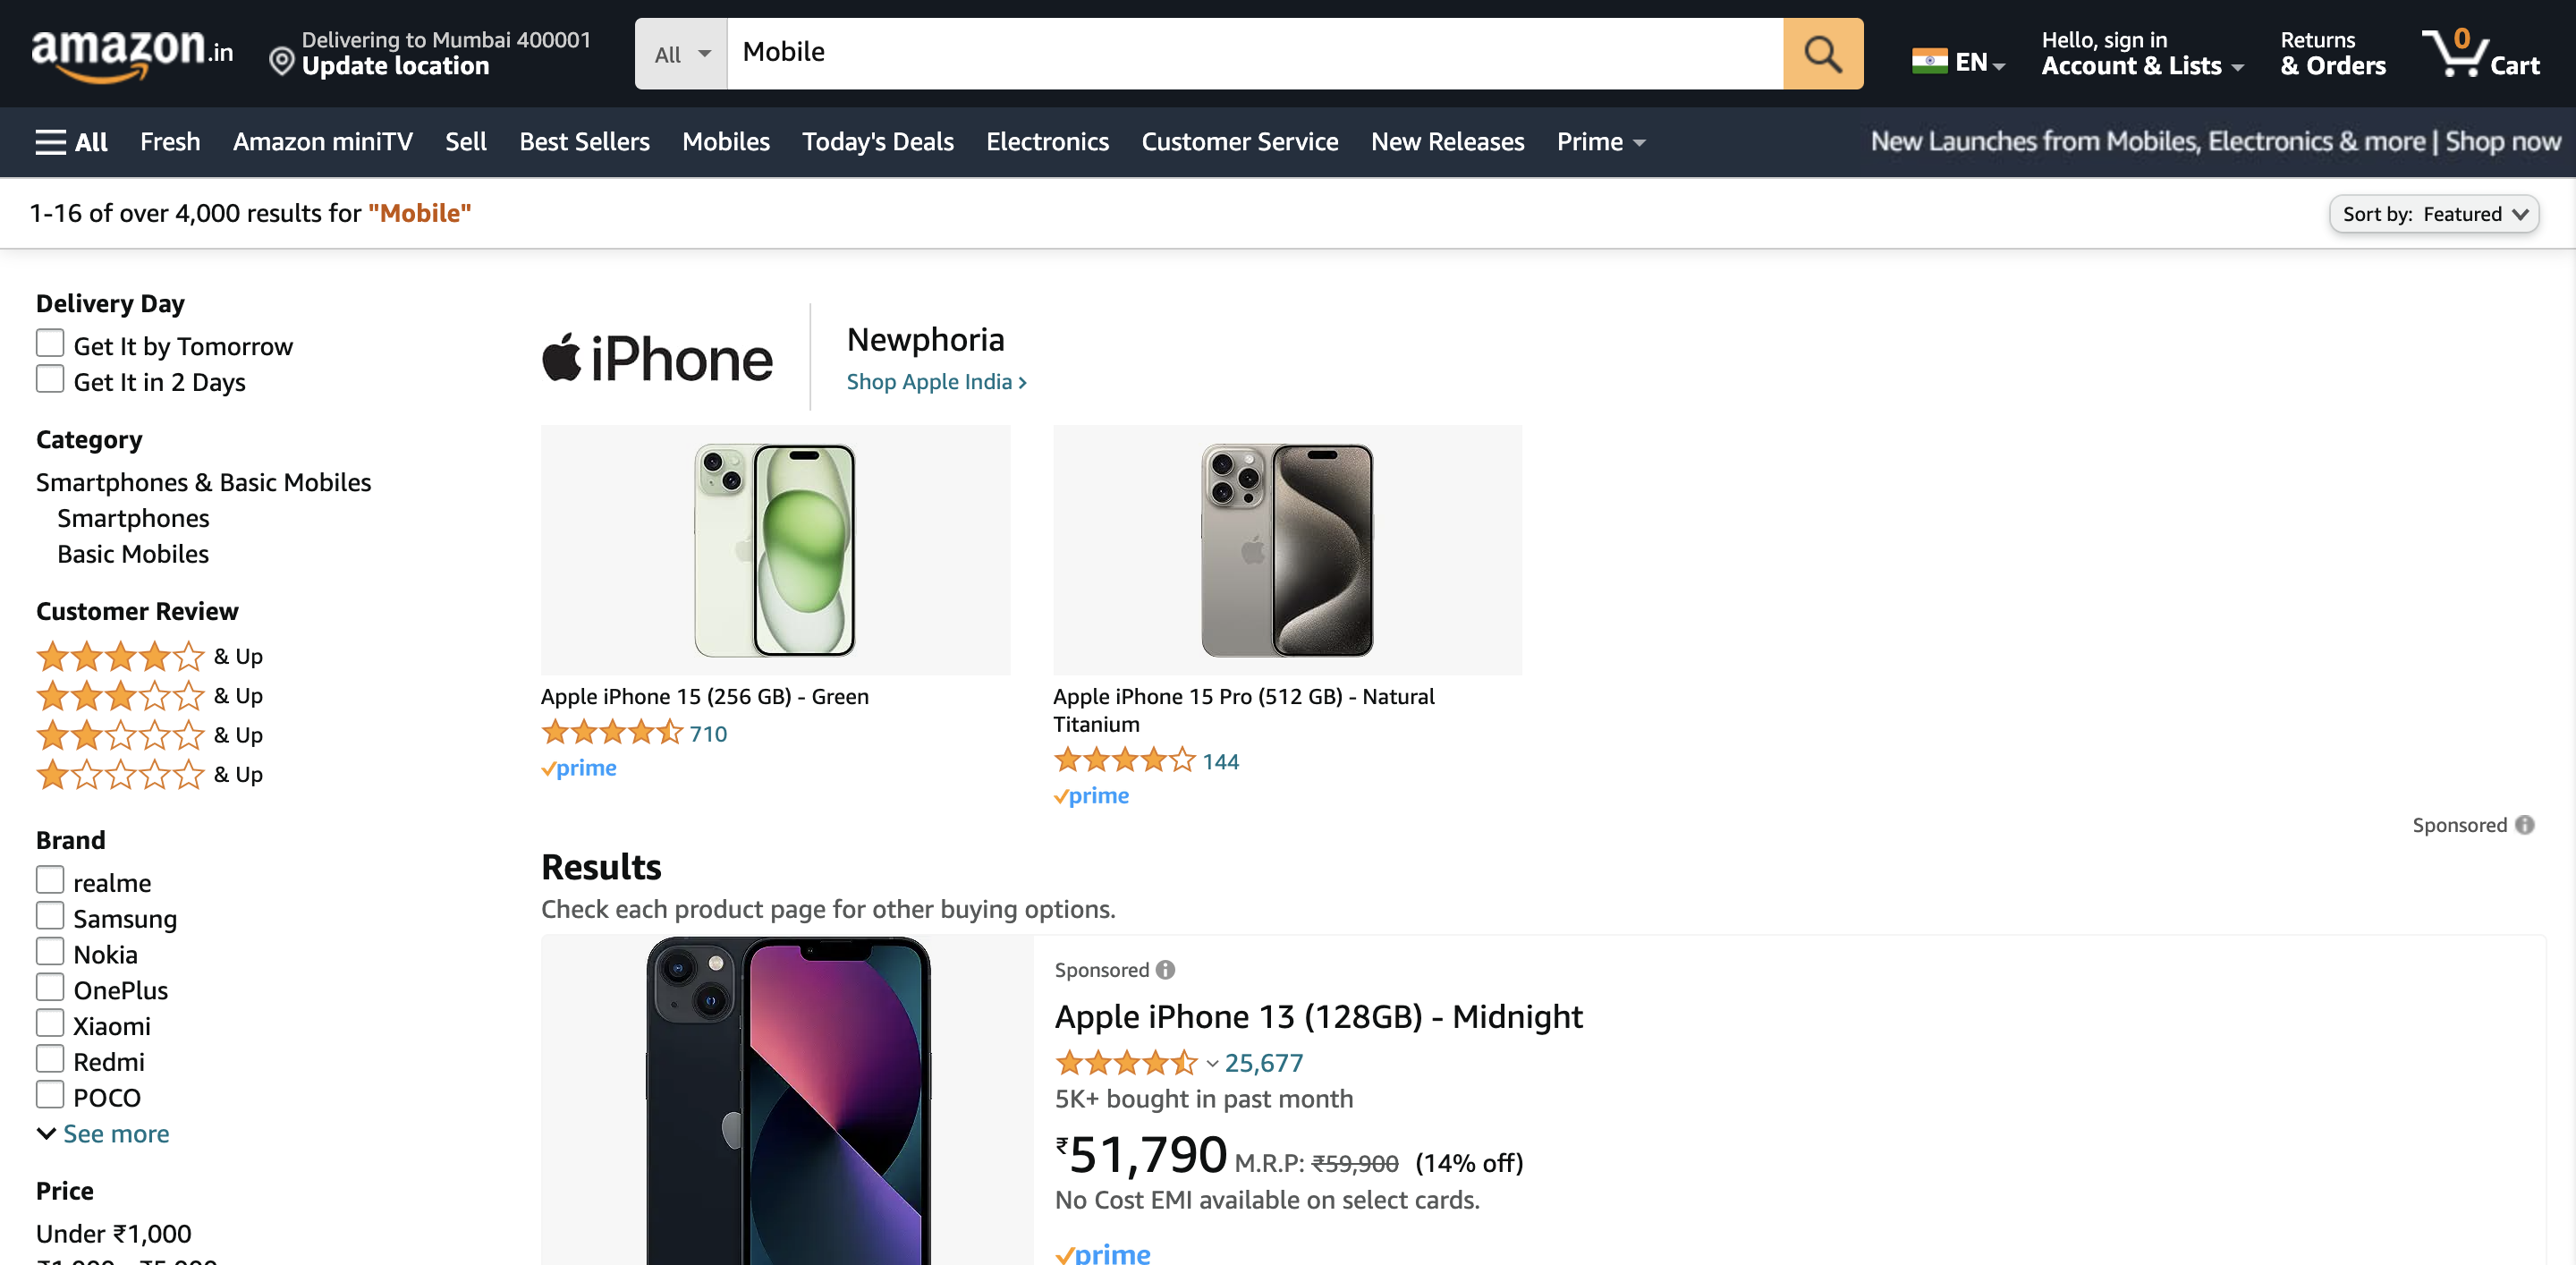 amazon.in
Delivering to Mumbai 400001
Update location
All
Mobile
EN
Hello, sign in
Account & Lists
Returns
& Orders
0
Cart
All Fresh Amazon miniTV Sell Best Sellers Mobiles Today's Deals Electronics Customer Service New Releases Prime
New Launches from Mobiles, Electronics & more | Shop now
1-16 of over 4,000 results for "Mobile"
Sort by: Featured
Delivery Day
Get It by Tomorrow
Get It in 2 Days
Category
Smartphones & Basic Mobiles
Smartphones
Basic Mobiles
Customer Review
& Up
& Up
& Up
& Up
Brand
realme
Samsung
Nokia
OnePlus
Xiaomi
Redmi
POCO
See more
Price
Under ₹1,000
₹1,000 - ₹5,000
iPhone
Newphoria
Shop Apple India ›
Apple iPhone 15 (256 GB) - Green
710
prime
Apple iPhone 15 Pro (512 GB) - Natural
Titanium
144
prime
Sponsored
Results
Check each product page for other buying options.
Sponsored
Apple iPhone 13 (128GB) - Midnight
25,677
5K+ bought in past month
₹51,790 M.R.P: ₹59,900 (14% off)
No Cost EMI available on select cards.
prime